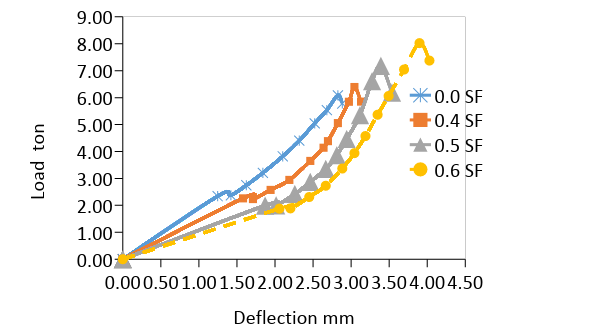 9.00
8.00
7.00
6.00
5.00
4.00
3.00
2.00
1.00
0.00
Load ton
0.00 0.50 1.00 1.50 2.00 2.50 3.00 3.50 4.00 4.50
Deflection mm
0.0 SF
0.4 SF
0.5 SF
0.6 SF